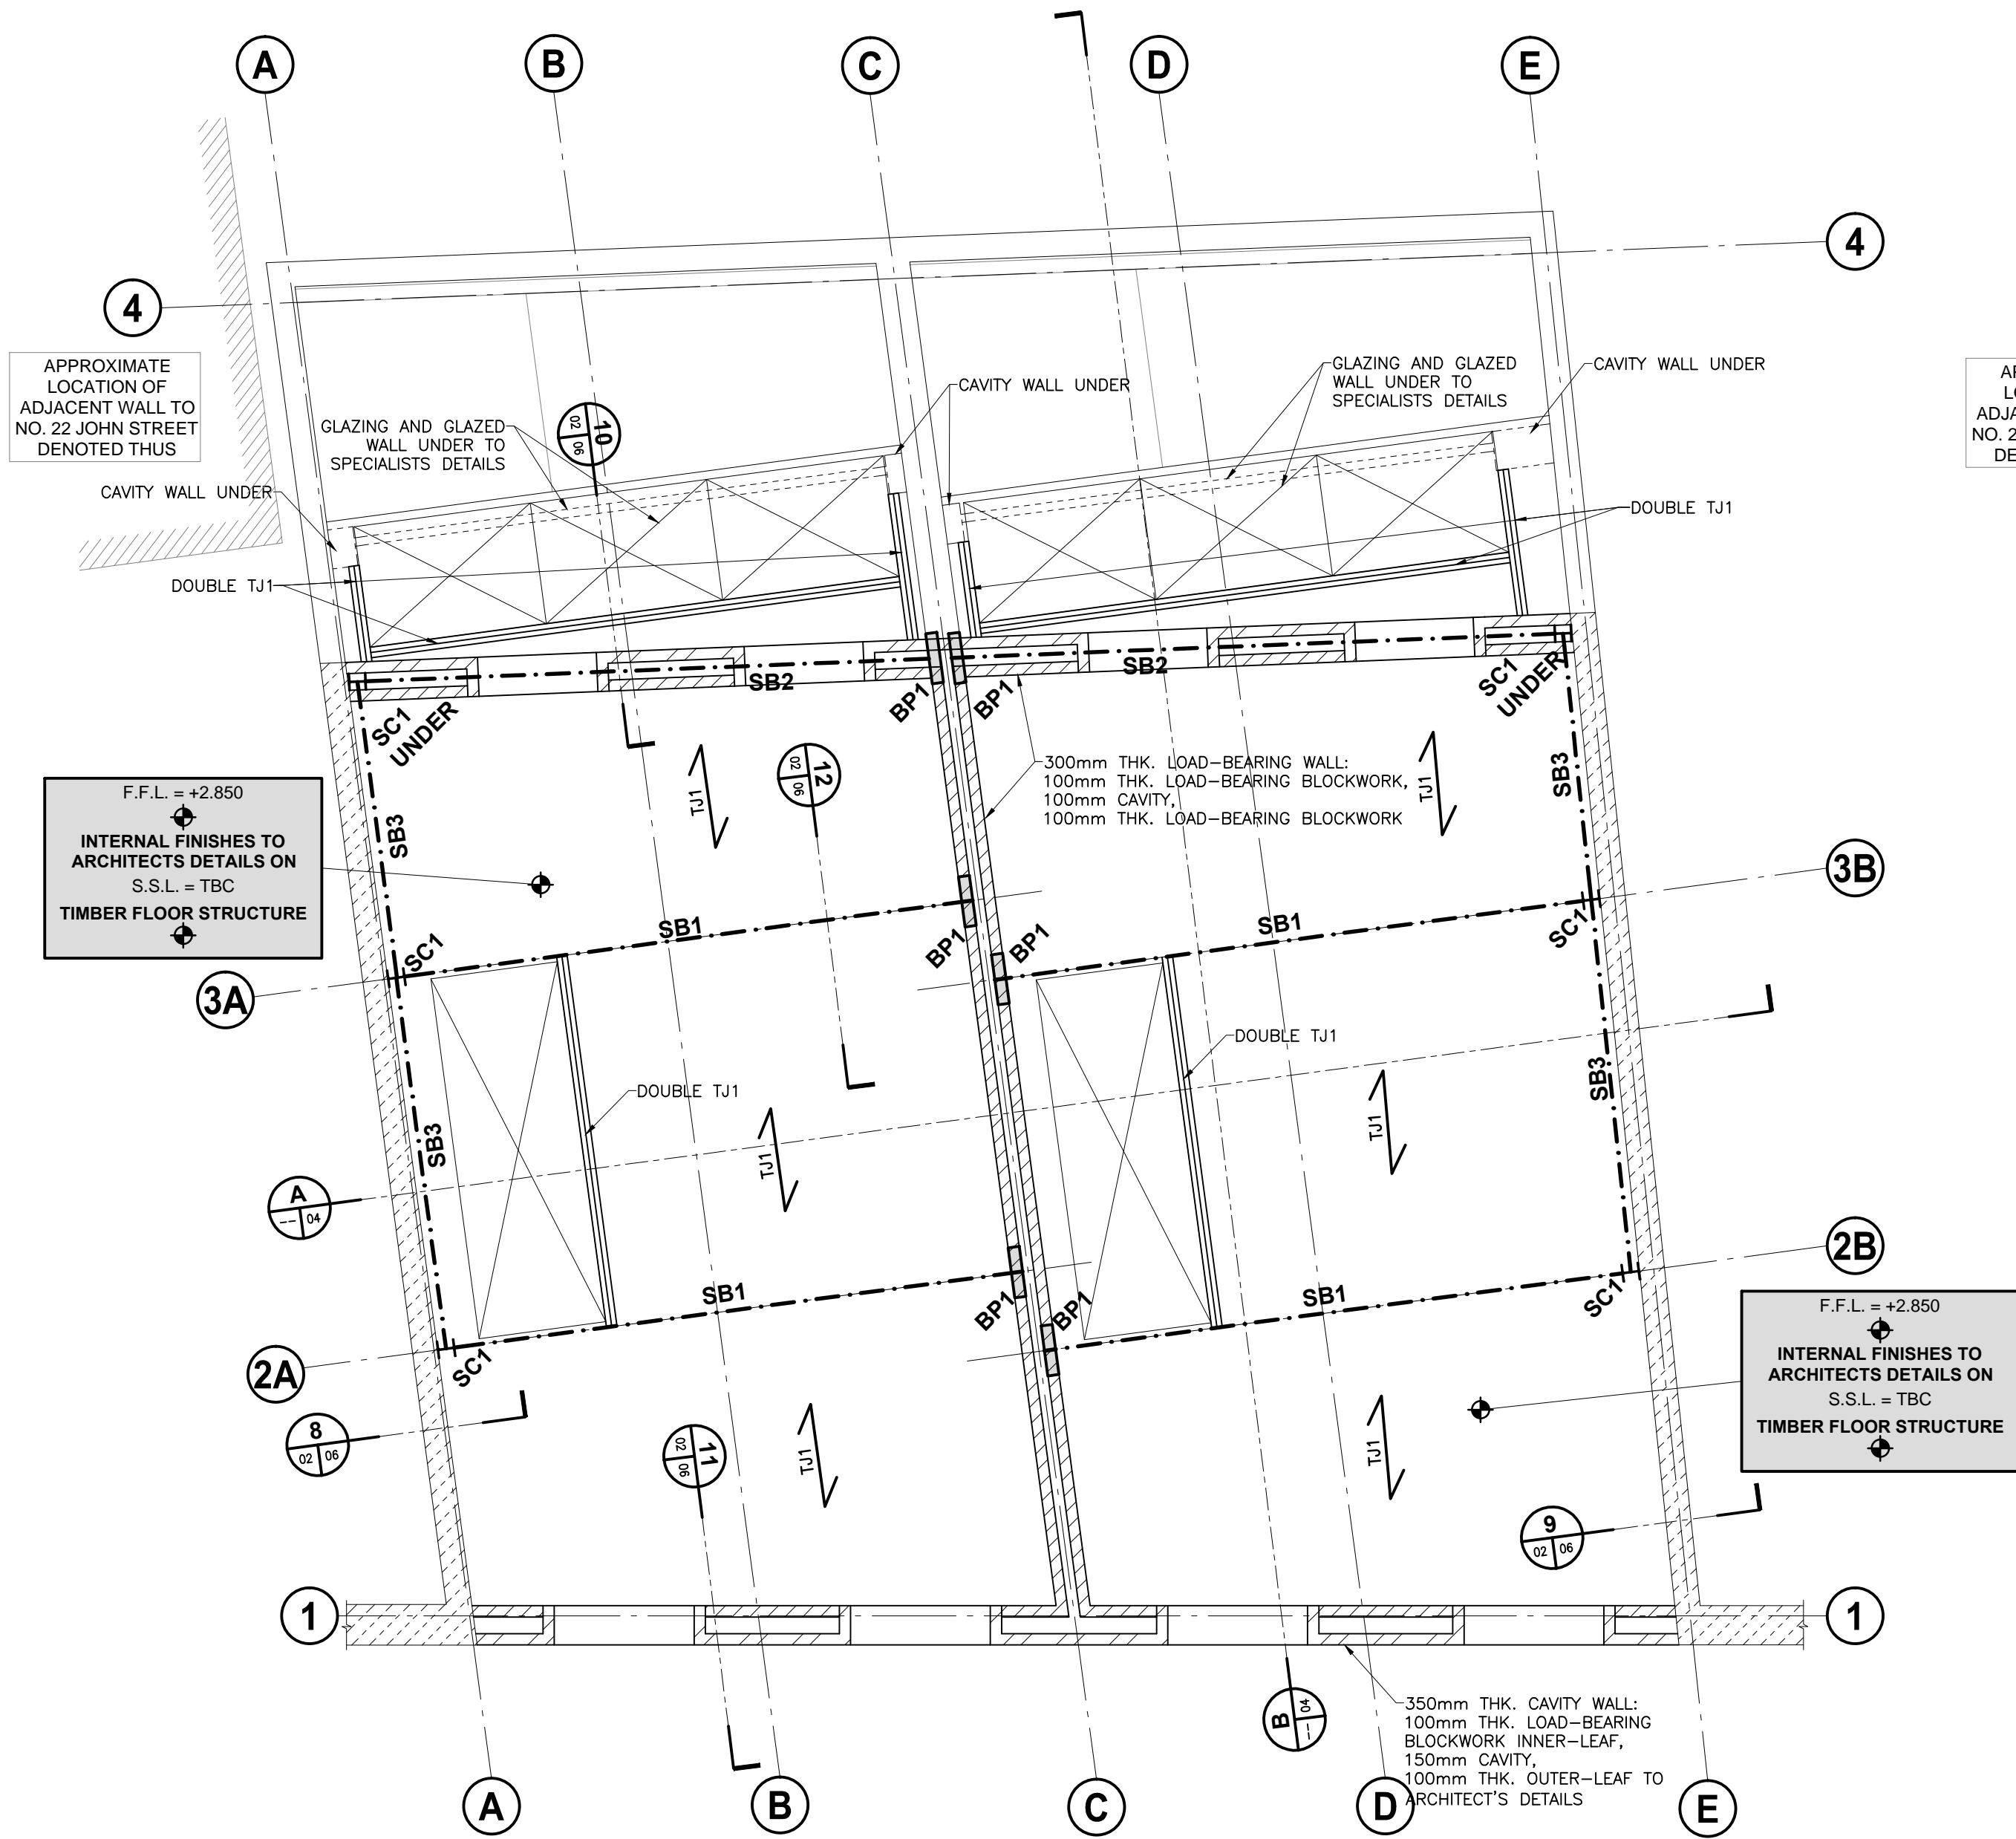 A
B
C
D
E
4
4
APPROXIMATE
LOCATION OF
ADJACENT WALL TO
NO. 22 JOHN STREET
DENOTED THUS
CAVITY WALL UNDER
GLAZING AND GLAZED
WALL UNDER TO
SPECIALISTS DETAILS
10
02
06
CAVITY WALL UNDER
GLAZING AND GLAZED
WALL UNDER TO
SPECIALISTS DETAILS
CAVITY WALL UNDER
DOUBLE TJ1
DOUBLE TJ1
SB2
SB2
SC1
UNDER
BP1
BP1
SC1
UNDER
300mm THK. LOAD-BEARING WALL:
100mm THK. LOAD-BEARING BLOCKWORK,
100mm CAVITY,
100mm THK. LOAD-BEARING BLOCKWORK
TJ1
12
02
06
TJ1
SB3
SB3
F.F.L. = +2.850
INTERNAL FINISHES TO
ARCHITECTS DETAILS ON
S.S.L. = TBC
TIMBER FLOOR STRUCTURE
3B
SB1
SB1
SC1
BP1
BP1
SC1
3A
DOUBLE TJ1
DOUBLE TJ1
SB3
SB3
TJ1
TJ1
A
--
04
2B
SB1
SB1
BP1
BP1
SC1
SC1
2A
F.F.L. = +2.850
INTERNAL FINISHES TO
ARCHITECTS DETAILS ON
S.S.L. = TBC
TIMBER FLOOR STRUCTURE
8
02
06
11
02
06
TJ1
TJ1
9
02
06
1
1
B
--
04
350mm THK. CAVITY WALL:
100mm THK. LOAD-BEARING
BLOCKWORK INNER-LEAF,
150mm CAVITY,
100mm THK. OUTER-LEAF TO
ARCHITECT'S DETAILS
A
B
C
D
E